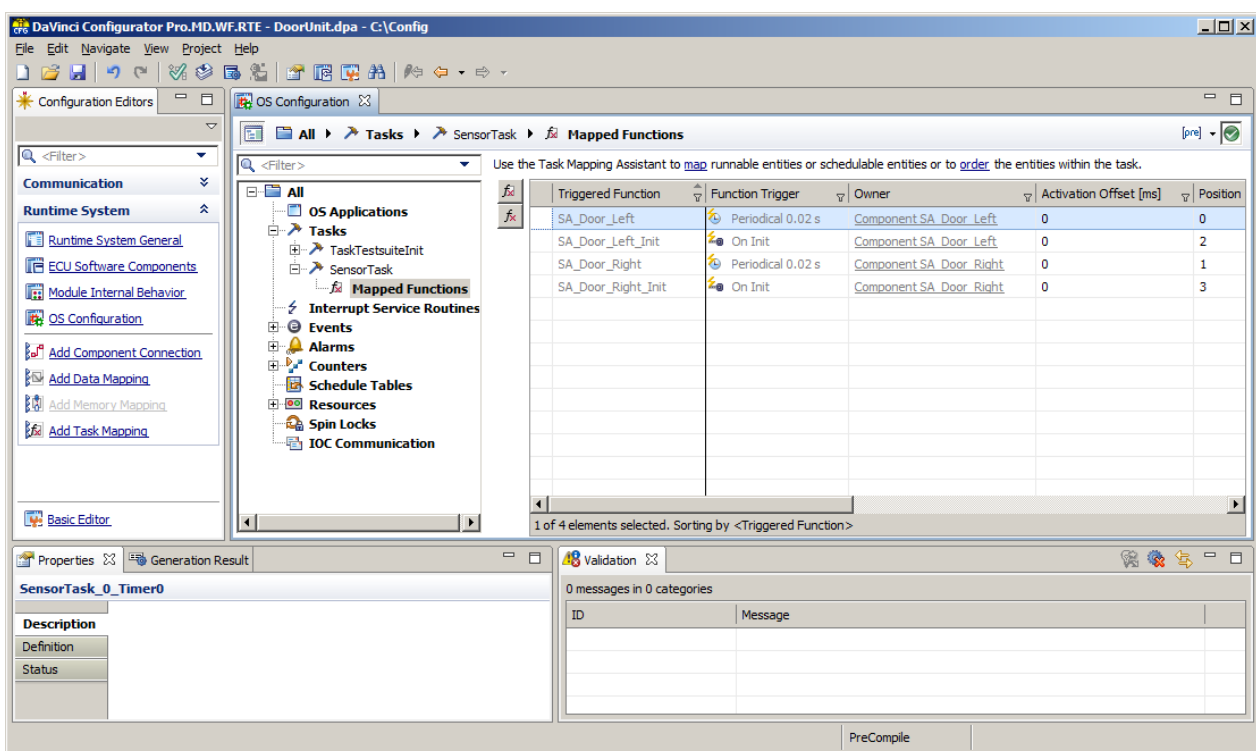 DaVinci Configurator Pro.MD.WF.RTE - DoorUnit.dpa - C:\Config
File Edit Navigate View Project Help
Configuration Editors
<Filter>
Communication
Runtime System
Runtime System General
ECU Software Components
Module Internal Behavior
OS Configuration
Add Component Connection
Add Data Mapping
Add Memory Mapping
Add Task Mapping
Basic Editor
OS Configuration
All Tasks SensorTask Mapped Functions
[pre]
<Filter>
Use the Task Mapping Assistant to map runnable entities or schedulable entities or to order the entities within the task.
All
OS Applications
Tasks
TaskTestsuiteInit
SensorTask
Mapped Functions
Interrupt Service Routines
Events
Alarms
Counters
Schedule Tables
Resources
Spin Locks
IOC Communication
Triggered Function Function Trigger Owner Activation Offset [ms] Position
SA_Door_Left Periodical 0.02 s Component SA_Door_Left 0 0
SA_Door_Left_Init On Init Component SA_Door_Left 0 2
SA_Door_Right Periodical 0.02 s Component SA_Door_Right 0 1
SA_Door_Right_Init On Init Component SA_Door_Right 0 3
1 of 4 elements selected. Sorting by <Triggered Function>
Properties Generation Result
SensorTask_0_Timer0
Description
Definition
Status
Validation
0 messages in 0 categories
ID Message
PreCompile